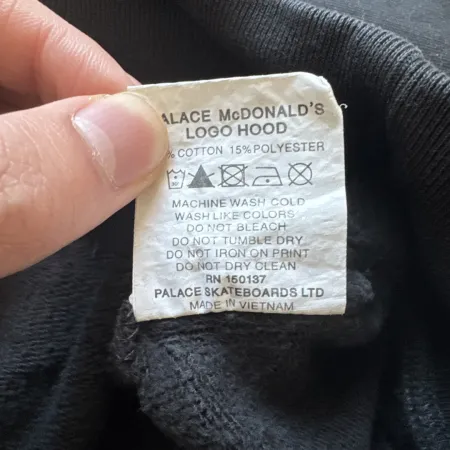 ALACE McDONALD'S
LOGO HOOD
% COTTON 15% POLYESTER
MACHINE WASH COLD
WASH LIKE COLORS
DO NOT BLEACH
DO NOT TUMBLE DRY
DO NOT IRON ON PRINT
DO NOT DRY CLEAN
RN 150137
PALACE SKATEBOARDS LTD
MADE IN VIETNAM